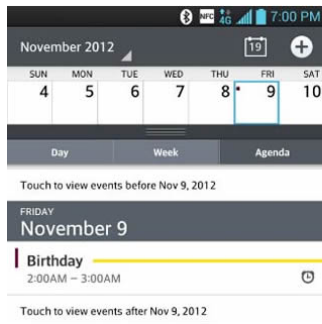 NFC 4G 7:00 PM
November 2012 19
SUN MON TUE WED THU FRI SAT
4 5 6 7 8 9 10
Day Week Agenda
Touch to view events before Nov 9, 2012
FRIDAY
November 9
Birthday
2:00AM – 3:00AM
Touch to view events after Nov 9, 2012